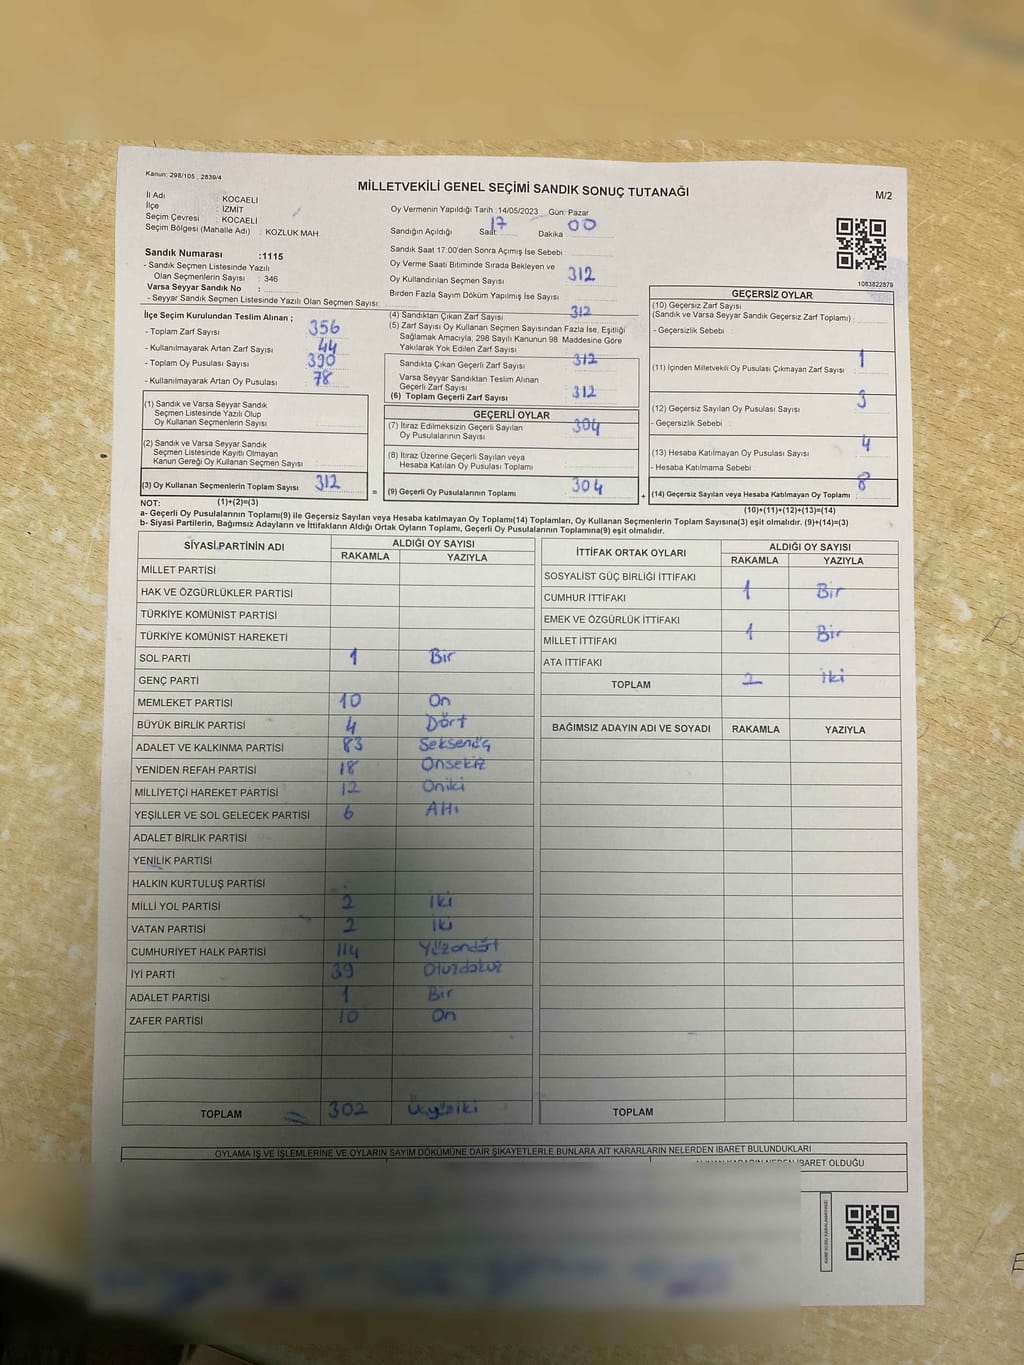 Kanun: 298/105 , 2839/4
MİLLETVEKİLİ GENEL SEÇİMİ SANDIK SONUÇ TUTANAĞI
M/2
İl Adı : KOCAELİ
İlçe : İZMİT
Seçim Çevresi : KOCAELİ
Seçim Bölgesi (Mahalle Adı) : KOZLUK MAH.
Oy Vermenin Yapıldığı Tarih :14/05/2023 Gün: Pazar
Sandığın Açıldığı Saat: 17 Dakika 00
Sandık Saat 17:00'den Sonra Açımış İse Sebebi :
Sandık Numarası :1115
- Sandık Seçmen Listesinde Yazılı
Olan Seçmenlerin Sayısı : 346
Varsa Seyyar Sandık No :
- Seyyar Sandık Seçmen Listesinde Yazılı Olan Seçmen Sayısı :
Oy Verme Saati Bitiminde Sırada Bekleyen ve
Oy Kullandırılan Seçmen Sayısı 312
Birden Fazla Sayım Döküm Yapılmış İse Sayısı
1083822879
İlçe Seçim Kurulundan Teslim Alınan ;
- Toplam Zarf Sayısı 356
- Kullanılmayarak Artan Zarf Sayısı 44
- Toplam Oy Pusulası Sayısı 390
- Kullanılmayarak Artan Oy Pusulası 78
(1) Sandık ve Varsa Seyyar Sandık
Seçmen Listesinde Yazılı Olup
Oy Kullanan Seçmenlerin Sayısı
(2) Sandık ve Varsa Seyyar Sandık
Seçmen Listesinde Kayıtlı Olmayan
Kanun Gereği Oy Kullanan Seçmen Sayısı
(3) Oy Kullanan Seçmenlerin Toplam Sayısı 312
(1)+(2)=(3)
(4) Sandıktan Çıkan Zarf Sayısı 312
(5) Zarf Sayısı Oy Kullanan Seçmen Sayısından Fazla İse, Eşitliği
Sağlamak Amacıyla, 298 Sayılı Kanunun 98. Maddesine Göre
Yakılarak Yok Edilen Zarf Sayısı
Sandıkta Çıkan Geçerli Zarf Sayısı 312
Varsa Seyyar Sandıktan Teslim Alınan
Geçerli Zarf Sayısı
(6) Toplam Geçerli Zarf Sayısı 312
GEÇERLİ OYLAR
(7) İtiraz Edilmeksizin Geçerli Sayılan
Oy Pusulalarının Sayısı 304
(8) İtiraz Üzerine Geçerli Sayılan veya
Hesaba Katılan Oy Pusulası Toplamı
= (9) Geçerli Oy Pusulalarının Toplamı 304
GEÇERSİZ OYLAR
(10) Geçersiz Zarf Sayısı
(Sandık ve Varsa Seyyar Sandık Geçersiz Zarf Toplamı) :
- Geçersizlik Sebebi :
(11) İçinden Milletvekili Oy Pusulası Çıkmayan Zarf Sayısı : 1
(12) Geçersiz Sayılan Oy Pusulası Sayısı 3
- Geçersizlik Sebebi :
(13) Hesaba Katılmayan Oy Pusulası Sayısı 4
- Hesaba Katılmama Sebebi :
+ (14) Geçersiz Sayılan veya Hesaba Katılmayan Oy Toplamı : 8
(10)+(11)+(12)+(13)=(14)
NOT:
a- Geçerli Oy Pusulalarının Toplamı(9) ile Geçersiz Sayılan veya Hesaba katılmayan Oy Toplamı(14) Toplamları, Oy Kullanan Seçmenlerin Toplam Sayısına(3) eşit olmalıdır. (9)+(14)=(3)
b- Siyasi Partilerin, Bağımsız Adayların ve İttifakların Aldığı Ortak Oyların Toplamı, Geçerli Oy Pusulalarının Toplamına(9) eşit olmalıdır.
SİYASİ PARTİNİN ADI ALDIĞI OY SAYISI
RAKAMLA YAZIYLA
MİLLET PARTİSİ
HAK VE ÖZGÜRLÜKLER PARTİSİ
TÜRKİYE KOMÜNİST PARTİSİ
TÜRKİYE KOMÜNİST HAREKETİ
SOL PARTİ 1 Bir
GENÇ PARTİ
MEMLEKET PARTİSİ 10 On
BÜYÜK BİRLİK PARTİSİ 4 Dört
ADALET VE KALKINMA PARTİSİ 83 Seksenüç
YENİDEN REFAH PARTİSİ 18 Onsekiz
MİLLİYETÇİ HAREKET PARTİSİ 12 Oniki
YEŞİLLER VE SOL GELECEK PARTİSİ 6 Altı
ADALET BİRLİK PARTİSİ
YENİLİK PARTİSİ
HALKIN KURTULUŞ PARTİSİ
MİLLİ YOL PARTİSİ 2 İki
VATAN PARTİSİ 2 İki
CUMHURİYET HALK PARTİSİ 114 Yüzondört
İYİ PARTİ 39 Otuzdokuz
ADALET PARTİSİ 1 Bir
ZAFER PARTİSİ 10 On
TOPLAM 302 Üçyüziki
İTTİFAK ORTAK OYLARI ALDIĞI OY SAYISI
RAKAMLA YAZIYLA
SOSYALİST GÜÇ BİRLİĞİ İTTİFAKI
CUMHUR İTTİFAKI 1 Bir
EMEK VE ÖZGÜRLÜK İTTİFAKI
MİLLET İTTİFAKI 1 Bir
ATA İTTİFAKI
TOPLAM 2 İki
BAĞIMSIZ ADAYIN ADI VE SOYADI RAKAMLA YAZIYLA
TOPLAM
OYLAMA İŞ VE İŞLEMLERİNE VE OYLARIN SAYIM DÖKÜMÜNE DAİR ŞİKAYETLERLE BUNLARA AİT KARARLARIN NELERDEN İBARET BULUNDUKLARI
İBARET OLDUĞU